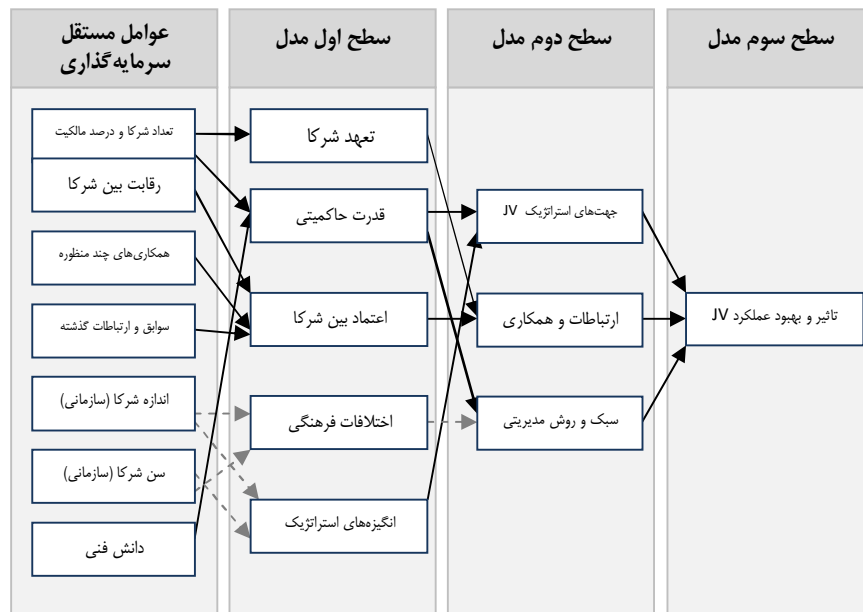 عوامل مستقل
سرمایه‌گذاری
سطح اول مدل
سطح دوم مدل
سطح سوم مدل
تعداد شرکا و درصد مالکیت
رقابت بین شرکا
همکاری‌های چند منظوره
سوابق و ارتباطات گذشته
اندازه شرکا (سازمانی)
سن شرکا (سازمانی)
دانش فنی
تعهد شرکا
قدرت حاکمیتی
اعتماد بین شرکا
اختلافات فرهنگی
انگیزه‌های استراتژیک
جهت‌های استراتژیک JV
ارتباطات و همکاری
سبک و روش مدیریتی
تاثیر و بهبود عملکرد JV